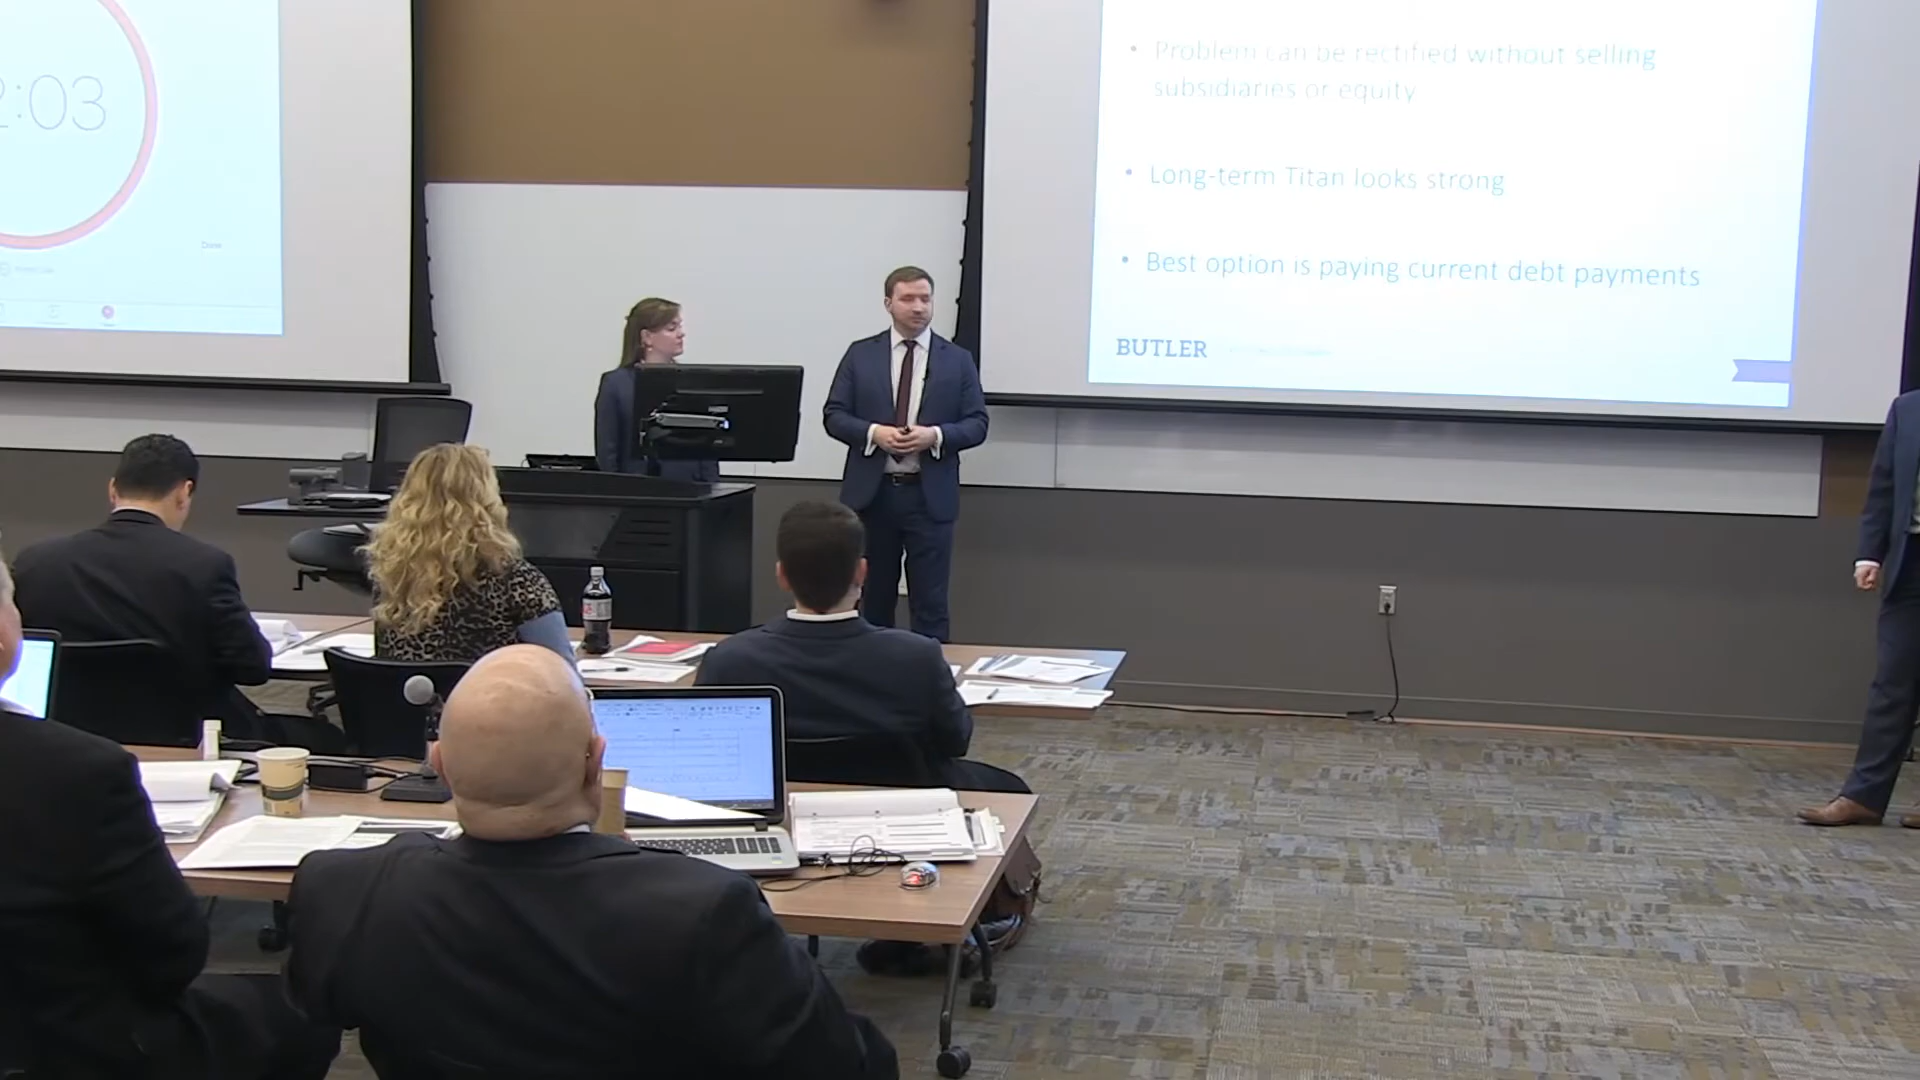 :03
Done
Problem can be rectified without selling
subsidiaries or equity
Long-term Titan looks strong
Best option is paying current debt payments
BUTLER